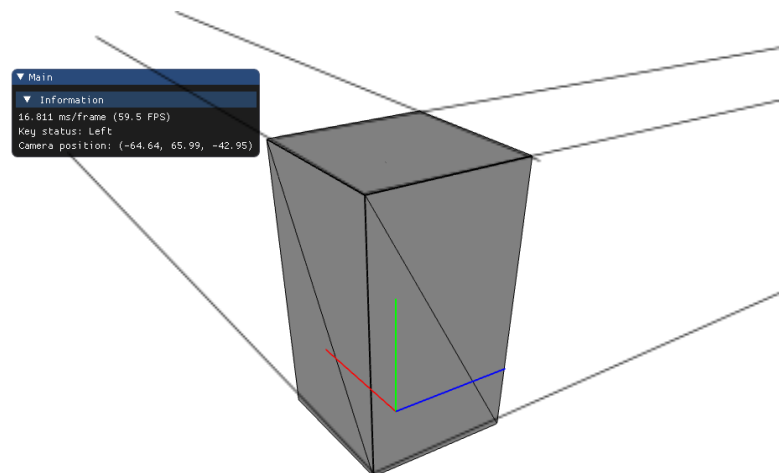 Main
Information
16.811 ms/frame (59.5 FPS)
Key status: Left
Camera position: (-64.64, 65.99, -42.95)